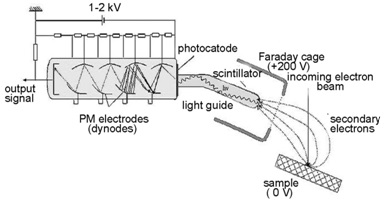 1-2 kV
photocatode
scintillator
Faraday cage
(+200 V)
incoming electron
beam
output
signal
PM electrodes
(dynodes)
light guide
secondary
electrons
sample
( 0 V)